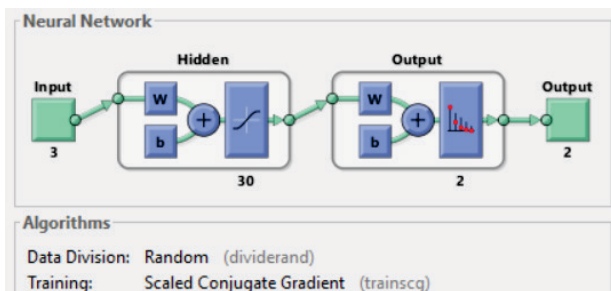 Neural Network
Hidden
Output
Input
Output
W
b
+
W
b
+
3
30
2
2
Algorithms
Data Division: Random (dividerand)
Training: Scaled Conjugate Gradient (trainscg)